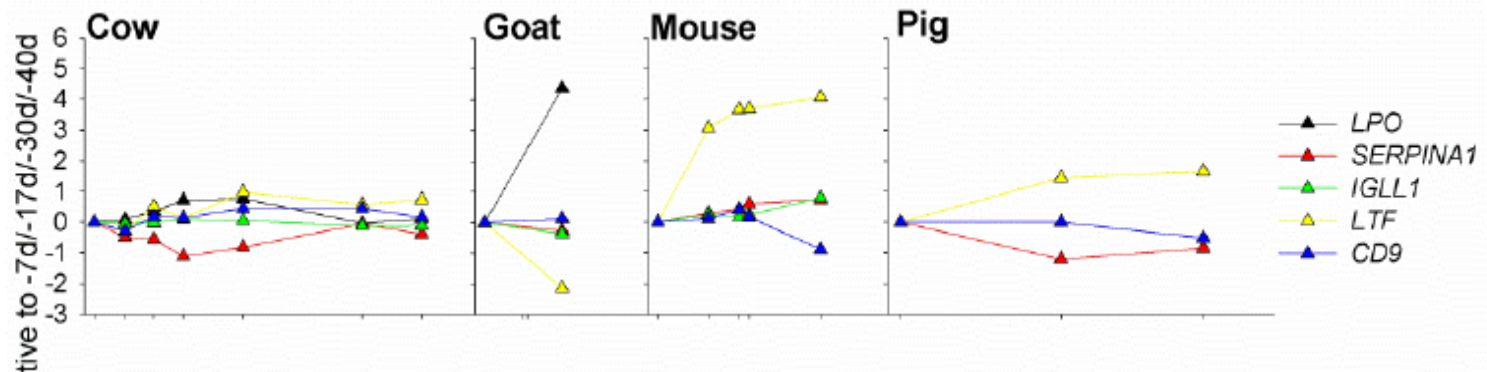 Cow Goat Mouse Pig
6
5
4
3
2
1
0
-1
-2
-3
tive to -7d/-17d/-30d/-40d
LPO
SERPINA1
IGLL1
LTF
CD9